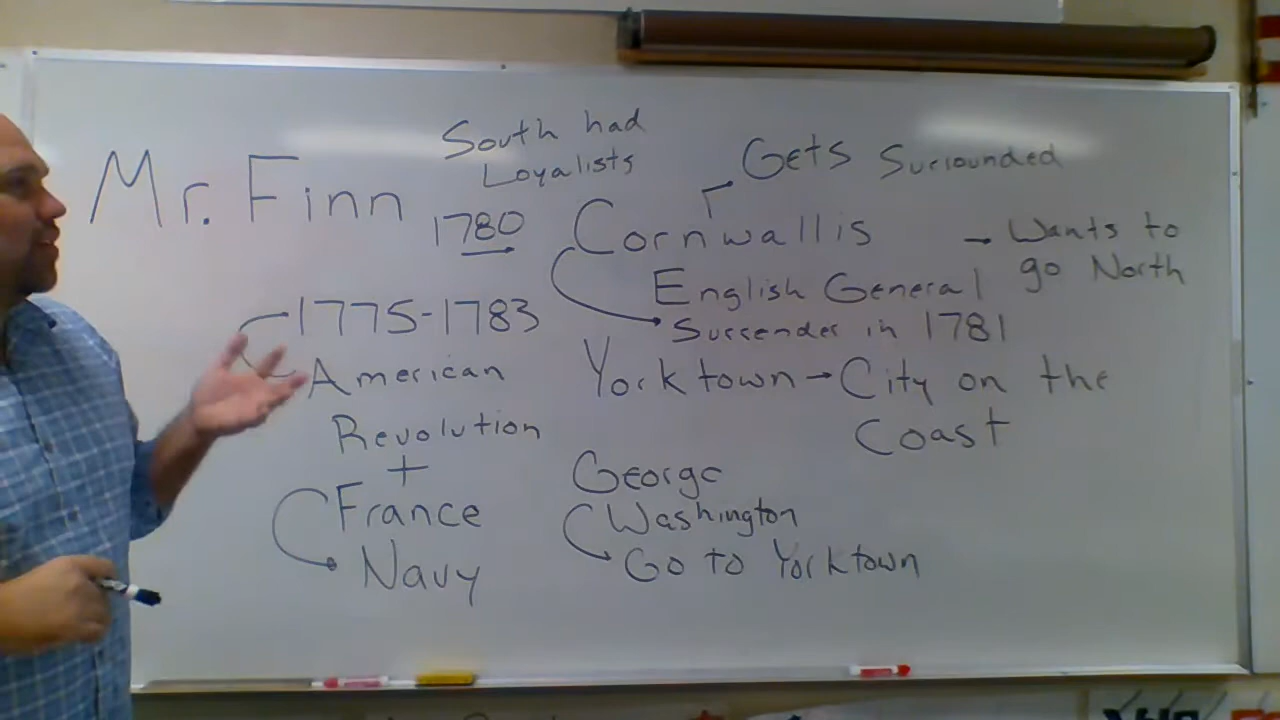 Mr. Finn
South had
Loyalists
1780
1775-1783
American
Revolution
+
France
Navy
Gets Surrounded
Cornwallis
- Wants to
go North
English General
Surrender in 1781
Yorktown → City on the
Coast
George
Washington
Go to Yorktown